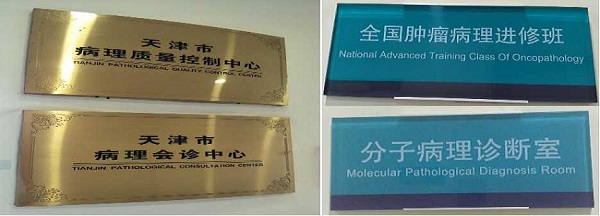 天津市
病理质量控制中心
TIANJIN PATHOLOGICAL QUALITY CONTROL CENTER
天津市
病理会诊中心
TIANJIN PATHOLOGICAL CONSULTATION CENTER
全国肿瘤病理进修班
National Advanced Training Class Of Oncopathology
分子病理诊断室
Molecular Pathological Diagnosis Room